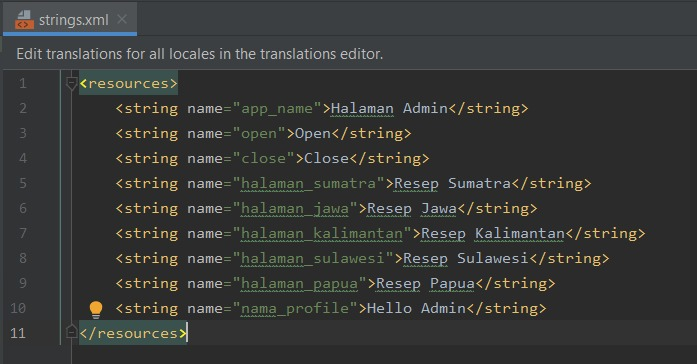 strings.xml
Edit translations for all locales in the translations editor.
1 <resources>
2 <string name="app_name">Halaman Admin</string>
3 <string name="open">Open</string>
4 <string name="close">Close</string>
5 <string name="halaman_sumatra">Resep Sumatra</string>
6 <string name="halaman_jawa">Resep Jawa</string>
7 <string name="halaman_kalimantan">Resep Kalimantan</string>
8 <string name="halaman_sulawesi">Resep Sulawesi</string>
9 <string name="halaman_papua">Resep Papua</string>
10 <string name="nama_profile">Hello Admin</string>
11 </resources>